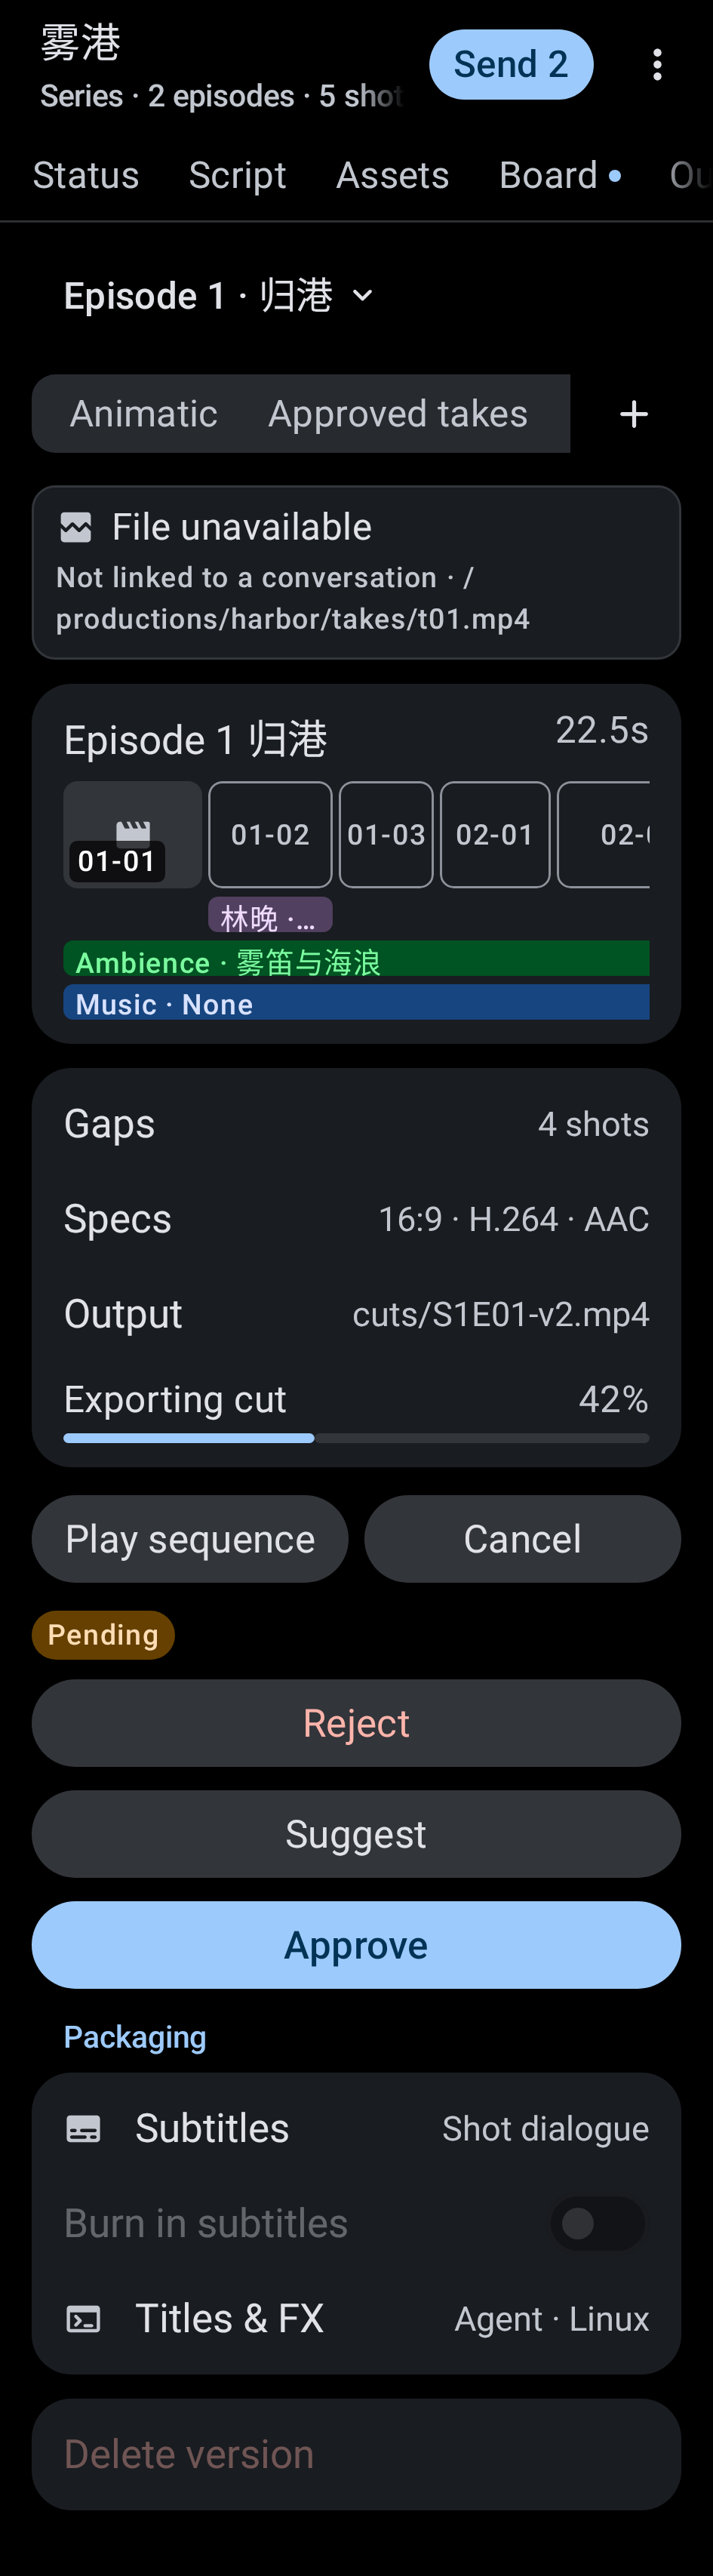 雾港
Send 2
Series · 2 episodes · 5 shot
Status Script Assets Board Ou
Episode 1 · 归港
Animatic Approved takes
File unavailable
Not linked to a conversation · /
productions/harbor/takes/t01.mp4
Episode 1 归港 22.5s
01-01 01-02 01-03 02-01 02-
林晚 ·…
Ambience · 雾笛与海浪
Music · None
Gaps 4 shots
Specs 16:9 · H.264 · AAC
Output cuts/S1E01-v2.mp4
Exporting cut 42%
Play sequence Cancel
Pending
Reject
Suggest
Approve
Packaging
Subtitles Shot dialogue
Burn in subtitles
Titles & FX Agent · Linux
Delete version